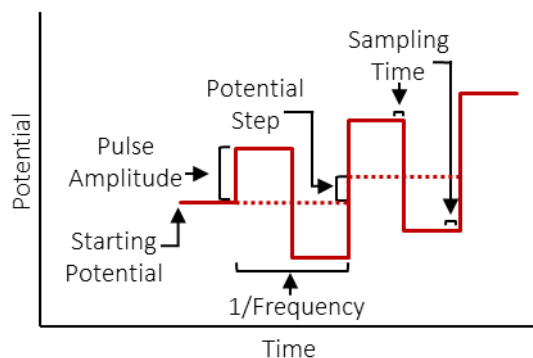 Sampling
Time
Potential
Step
Pulse
Amplitude
Starting
Potential
1/Frequency
Potential
Time